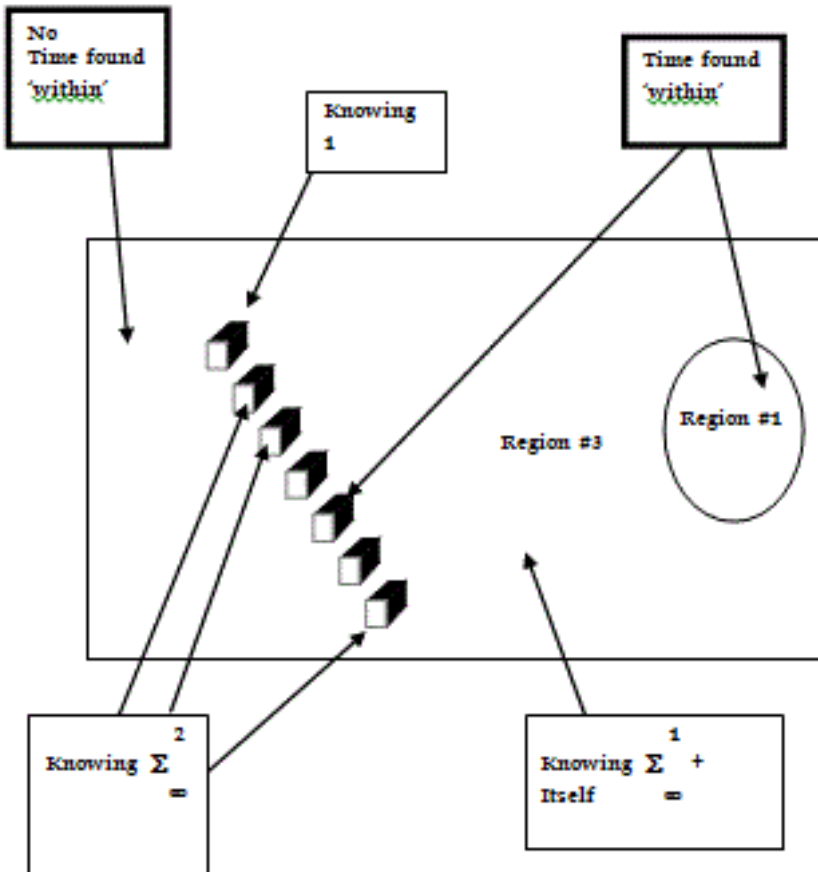 No
Time found
´within´
Time found
´within´
Knowing
1
Region #3
Region #1
2
Knowing Σ
∞
1
Knowing Σ +
Itself ∞